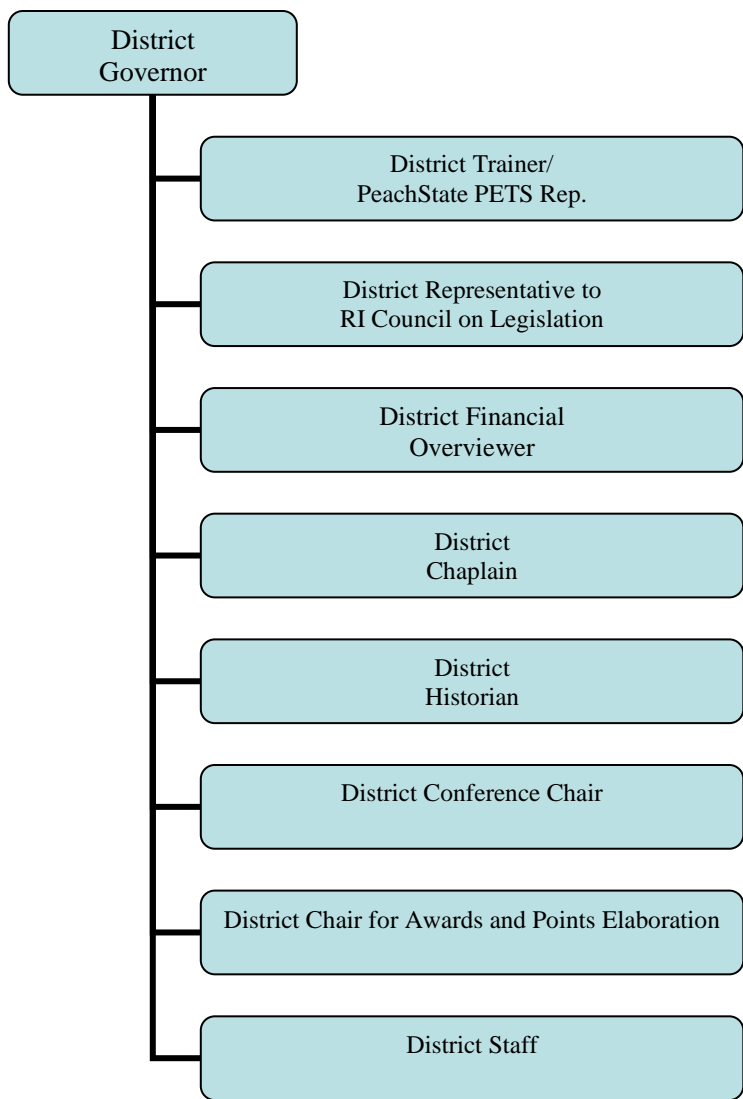 District
Governor
District Trainer/
PeachState PETS Rep.
District Representative to
RI Council on Legislation
District Financial
Overviewer
District
Chaplain
District
Historian
District Conference Chair
District Chair for Awards and Points Elaboration
District Staff